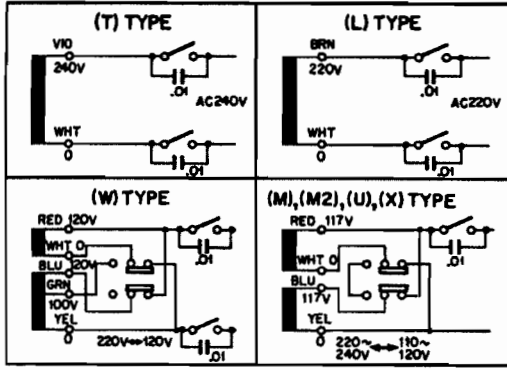 (T) TYPE
VIO
240V
.01
AC240V
WHT
0
.01
(L) TYPE
BRN
220V
.01
AC220V
WHT
0
.01
(W) TYPE
RED 120V
.01
WHT 0
BLU 120V
GRN
100V
YEL
0
220V↔120V
.01
(M),(M2),(U),(X) TYPE
RED 117V
.01
WHT 0
BLU
117V
YEL
0
220~ 240V ↔ 110~ 120V